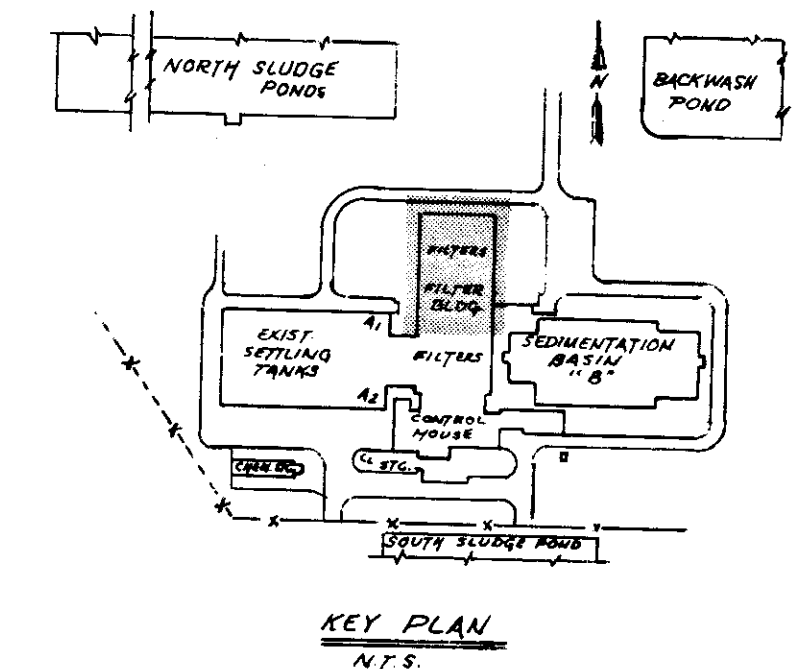 NORTH SLUDGE
PONDS
N
BACKWASH
POND
FILTERS
FILTER
BLDG
A1
EXIST.
SETTLING
TANKS
FILTERS
SEDIMENTATION
BASIN
"B"
A2
CONTROL
HOUSE
CL
STG.
SOUTH SLUDGE POND
KEY PLAN
N.T.S.